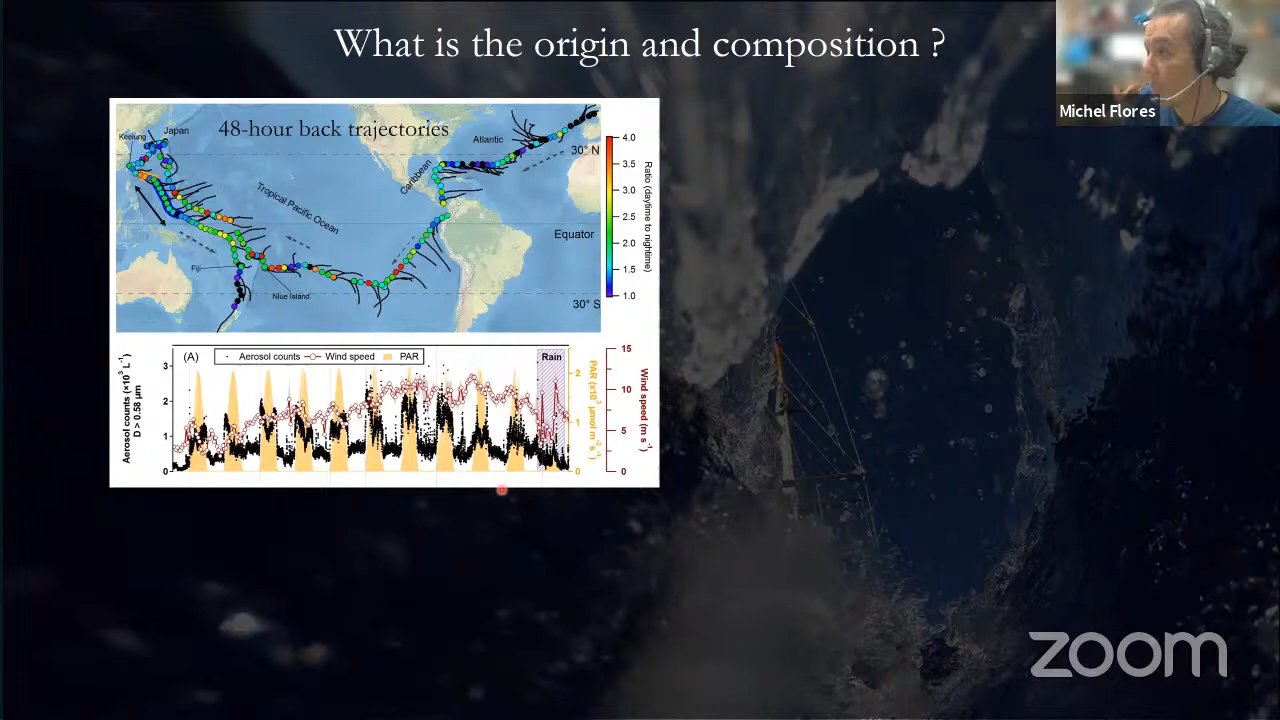 What is the origin and composition ?
Michel Flores
48-hour back trajectories
Keelung
Japan
Atlantic
30° N
Caribbean
Tropical Pacific Ocean
Equator
Fiji
Niue Island
30° S
4.0
3.5
3.0
2.5
2.0
1.5
1.0
Ratio (daytime to nightime)
(A)
Aerosol counts
Wind speed
PAR
Rain
Aerosol counts (×10³ L⁻¹)
D > 0.58 µm
3
2
1
0
2
1
0
PAR (x10³ µmol m⁻² s⁻¹)
15
10
5
0
Wind speed (m s⁻¹)
zoom